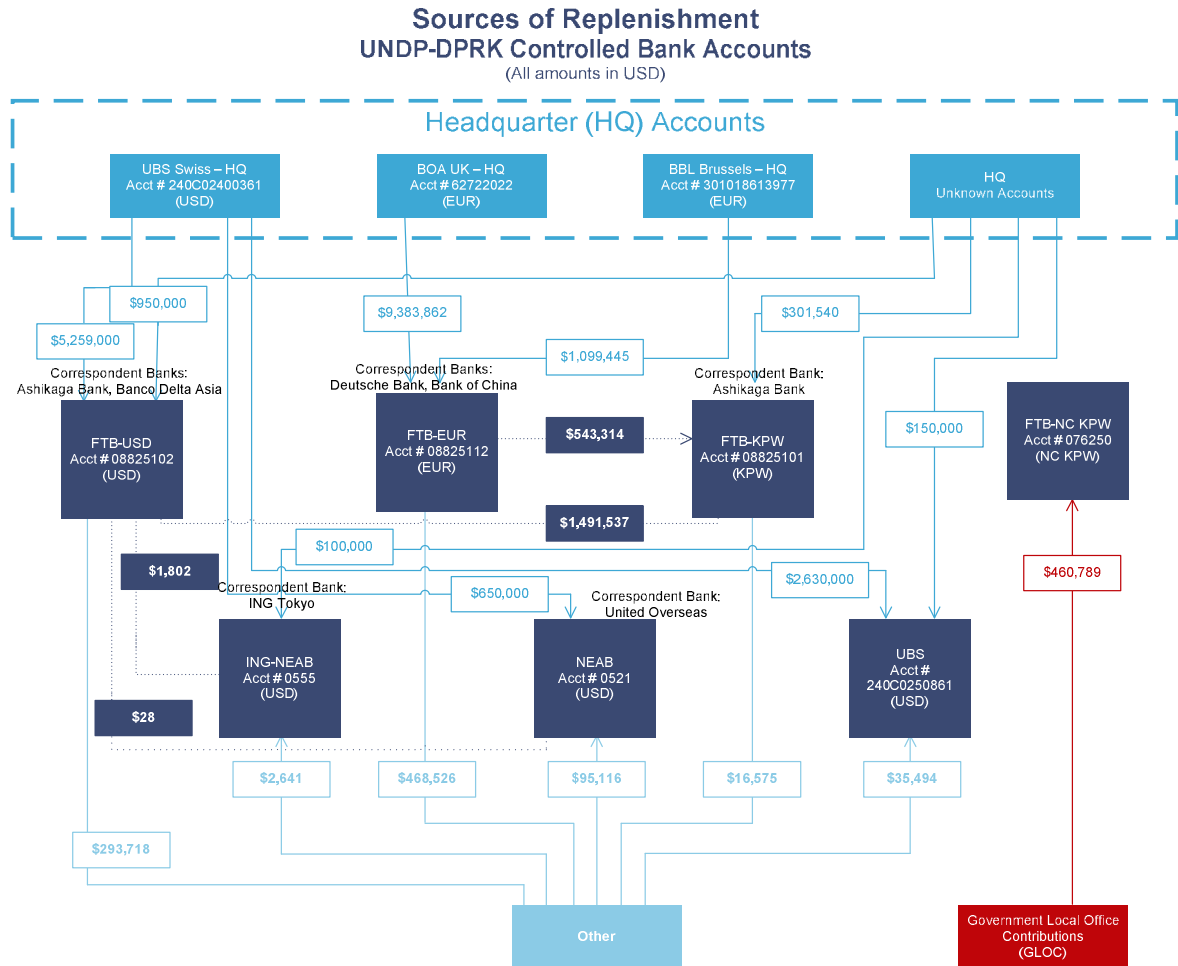 Sources of Replenishment
UNDP-DPRK Controlled Bank Accounts
(All amounts in USD)
Headquarter (HQ) Accounts
UBS Swiss – HQ
Acct # 240C02400361
(USD)
BOA UK – HQ
Acct # 62722022
(EUR)
BBL Brussels – HQ
Acct # 301018613977
(EUR)
HQ
Unknown Accounts
$950,000
$5,259,000
$9,383,862
$1,099,445
$301,540
Correspondent Banks:
Ashikaga Bank, Banco Delta Asia
Correspondent Banks:
Deutsche Bank, Bank of China
Correspondent Bank:
Ashikaga Bank
FTB-USD
Acct # 08825102
(USD)
FTB-EUR
Acct # 08825112
(EUR)
$543,314
FTB-KPW
Acct # 08825101
(KPW)
$150,000
FTB-NC KPW
Acct # 076250
(NC KPW)
$1,491,537
$100,000
$1,802
$650,000
$2,630,000
$460,789
Correspondent Bank:
ING Tokyo
Correspondent Bank:
United Overseas
ING-NEAB
Acct # 0555
(USD)
NEAB
Acct # 0521
(USD)
UBS
Acct #
240C0250861
(USD)
$28
$2,641
$468,526
$95,116
$16,575
$35,494
$293,718
Other
Government Local Office
Contributions
(GLOC)